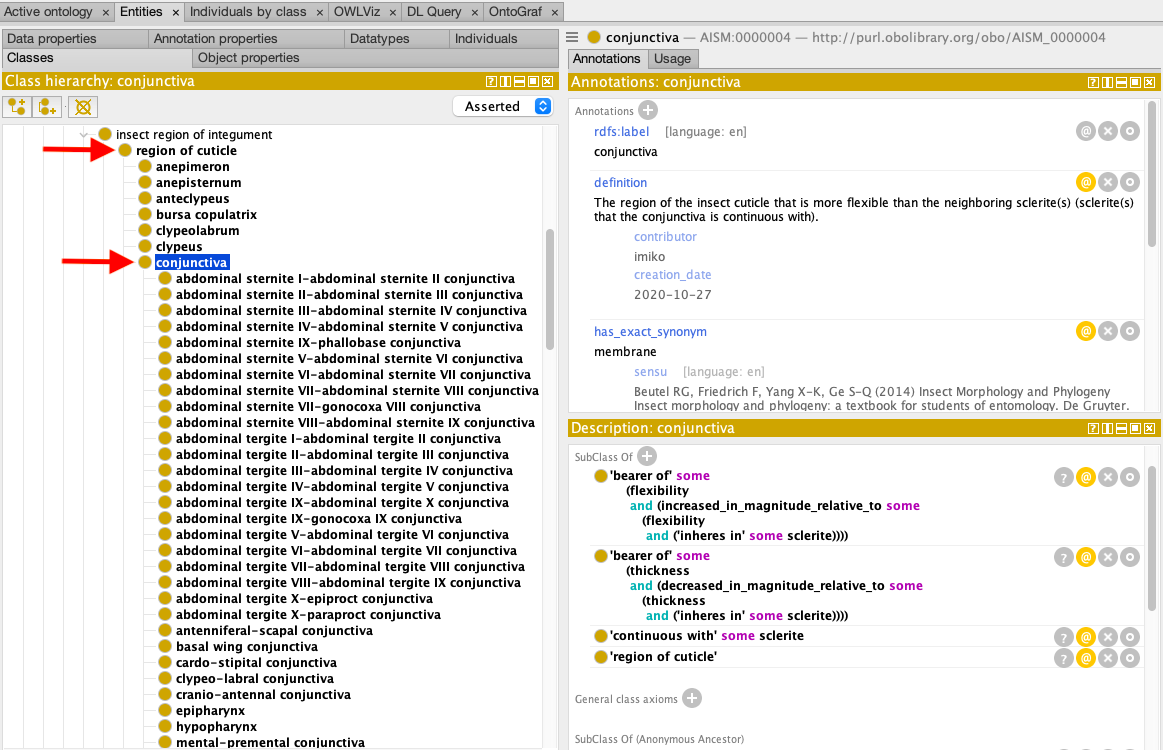 Active ontology × Entities × Individuals by class × OWLViz × DL Query × OntoGraf ×
Data properties Annotation properties Datatypes Individuals
Classes Object properties
Class hierarchy: conjunctiva
Asserted
insect region of integument
region of cuticle
anepimeron
anepisternum
anteclypeus
bursa copulatrix
clypeolabrum
clypeus
conjunctiva
abdominal sternite I-abdominal sternite II conjunctiva
abdominal sternite II-abdominal sternite III conjunctiva
abdominal sternite III-abdominal sternite IV conjunctiva
abdominal sternite IV-abdominal sternite V conjunctiva
abdominal sternite IX-phallobase conjunctiva
abdominal sternite V-abdominal sternite VI conjunctiva
abdominal sternite VI-abdominal sternite VII conjunctiva
abdominal sternite VII-abdominal sternite VIII conjunctiva
abdominal sternite VII-gonocoxa VIII conjunctiva
abdominal sternite VIII-abdominal sternite IX conjunctiva
abdominal tergite I-abdominal tergite II conjunctiva
abdominal tergite II-abdominal tergite III conjunctiva
abdominal tergite III-abdominal tergite IV conjunctiva
abdominal tergite IV-abdominal tergite V conjunctiva
abdominal tergite IX-abdominal tergite X conjunctiva
abdominal tergite IX-gonocoxa IX conjunctiva
abdominal tergite V-abdominal tergite VI conjunctiva
abdominal tergite VI-abdominal tergite VII conjunctiva
abdominal tergite VII-abdominal tergite VIII conjunctiva
abdominal tergite VIII-abdominal tergite IX conjunctiva
abdominal tergite X-epiproct conjunctiva
abdominal tergite X-paraproct conjunctiva
antenniferal-scapal conjunctiva
basal wing conjunctiva
cardo-stipital conjunctiva
clypeo-labral conjunctiva
cranio-antennal conjunctiva
epipharynx
hypopharynx
mental-premental conjunctiva
conjunctiva — AISM:0000004 — http://purl.obolibrary.org/obo/AISM_0000004
Annotations Usage
Annotations: conjunctiva
Annotations
rdfs:label [language: en]
conjunctiva
definition
The region of the insect cuticle that is more flexible than the neighboring sclerite(s) (sclerite(s)
that the conjunctiva is continuous with).
contributor
imiko
creation_date
2020-10-27
has_exact_synonym
membrane
sensu [language: en]
Beutel RG, Friedrich F, Yang X-K, Ge S-Q (2014) Insect Morphology and Phylogeny
Insect morphology and phylogeny: a textbook for students of entomology. De Gruyter.
Description: conjunctiva
SubClass Of
'bearer of' some
(flexibility
and (increased_in_magnitude_relative_to some
(flexibility
and ('inheres in' some sclerite))))
'bearer of' some
(thickness
and (decreased_in_magnitude_relative_to some
(thickness
and ('inheres in' some sclerite))))
'continuous with' some sclerite
'region of cuticle'
General class axioms
SubClass Of (Anonymous Ancestor)